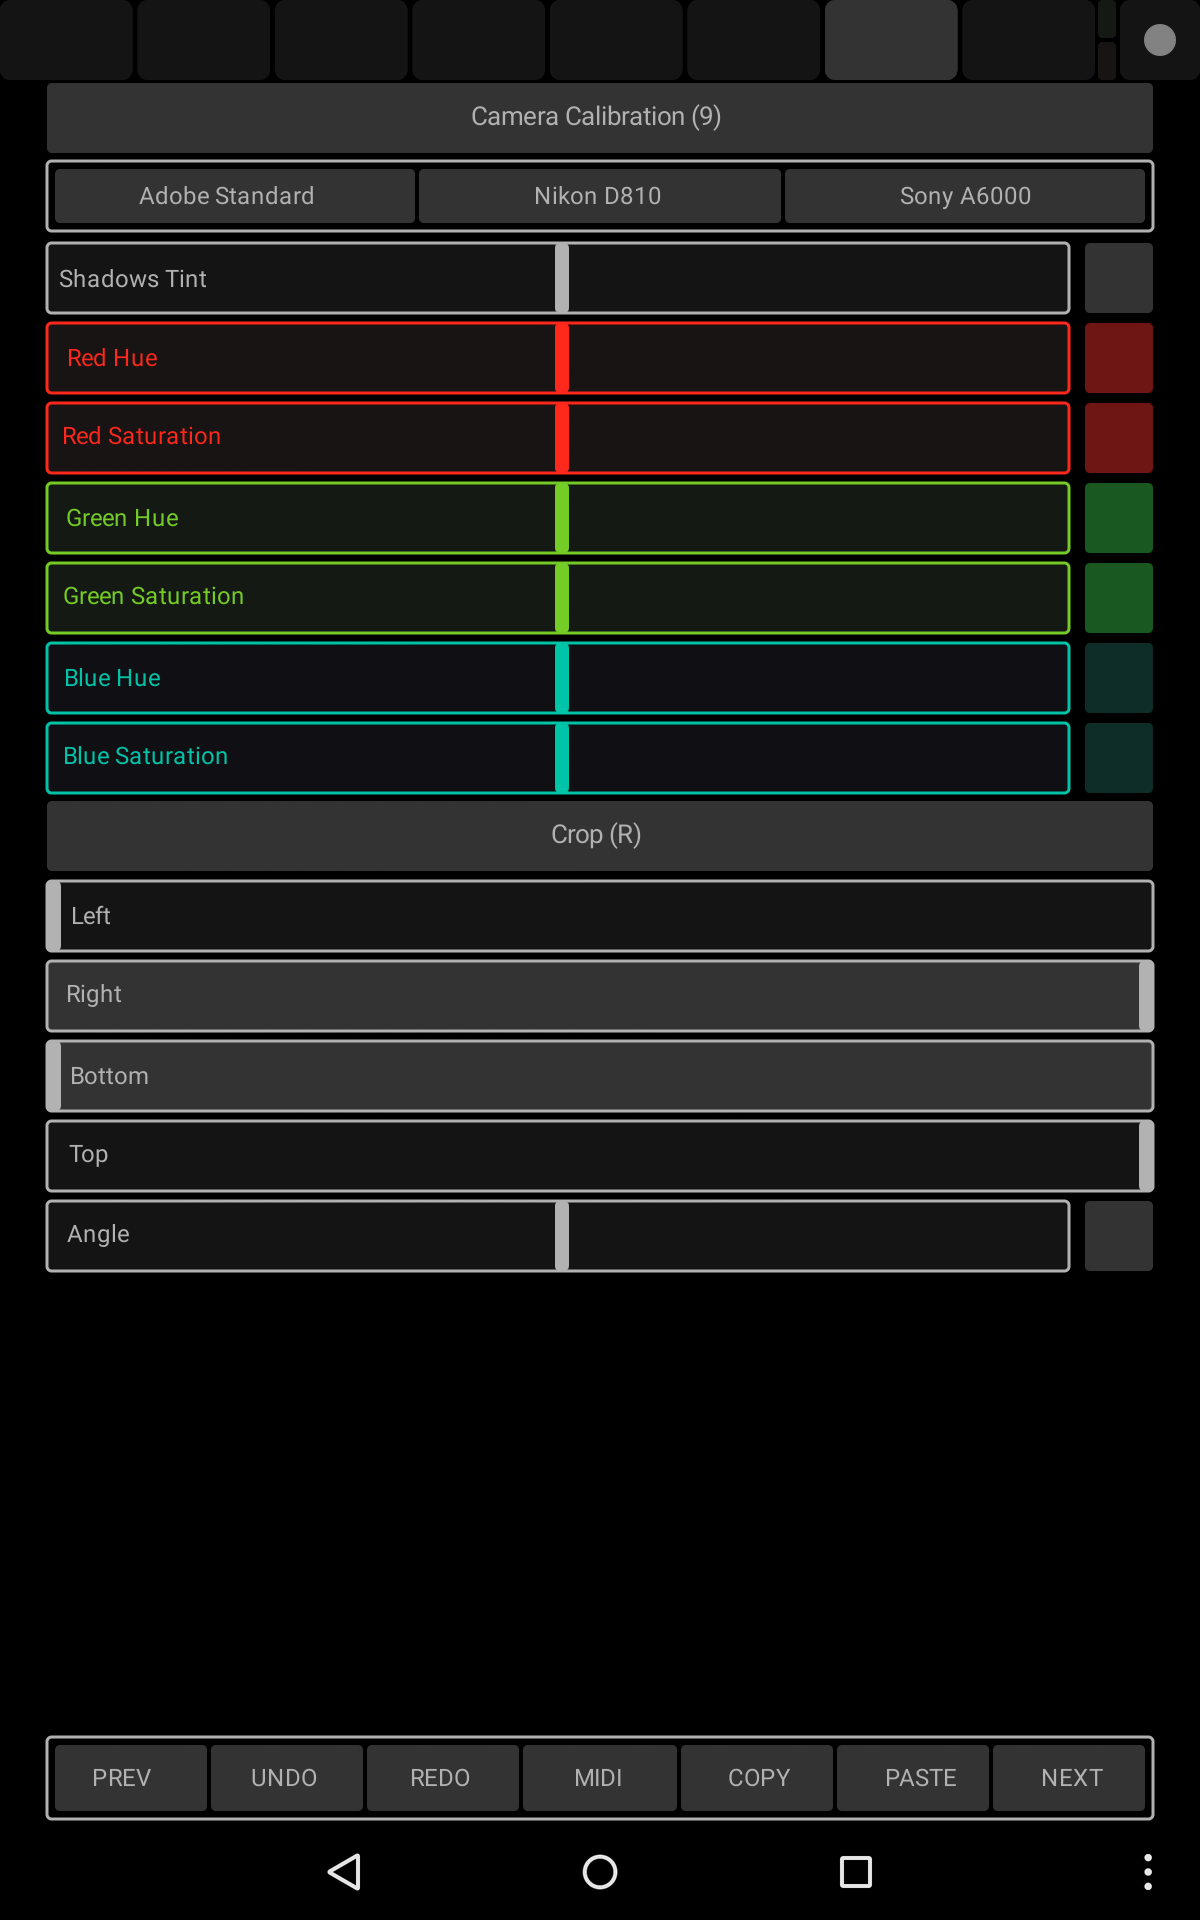 Camera Calibration (9)
Adobe Standard Nikon D810 Sony A6000
Shadows Tint
Red Hue
Red Saturation
Green Hue
Green Saturation
Blue Hue
Blue Saturation
Crop (R)
Left
Right
Bottom
Top
Angle
PREV UNDO REDO MIDI COPY PASTE NEXT